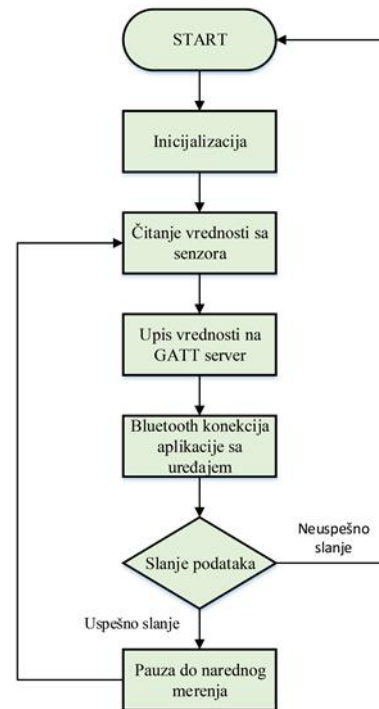 START
Inicijalizacija
Čitanje vrednosti sa
senzora
Upis vrednosti na
GATT server
Bluetooth konekcija
aplikacije sa
uređajem
Slanje podataka
Neuspešno
slanje
Uspešno slanje
Pauza do narednog
merenja